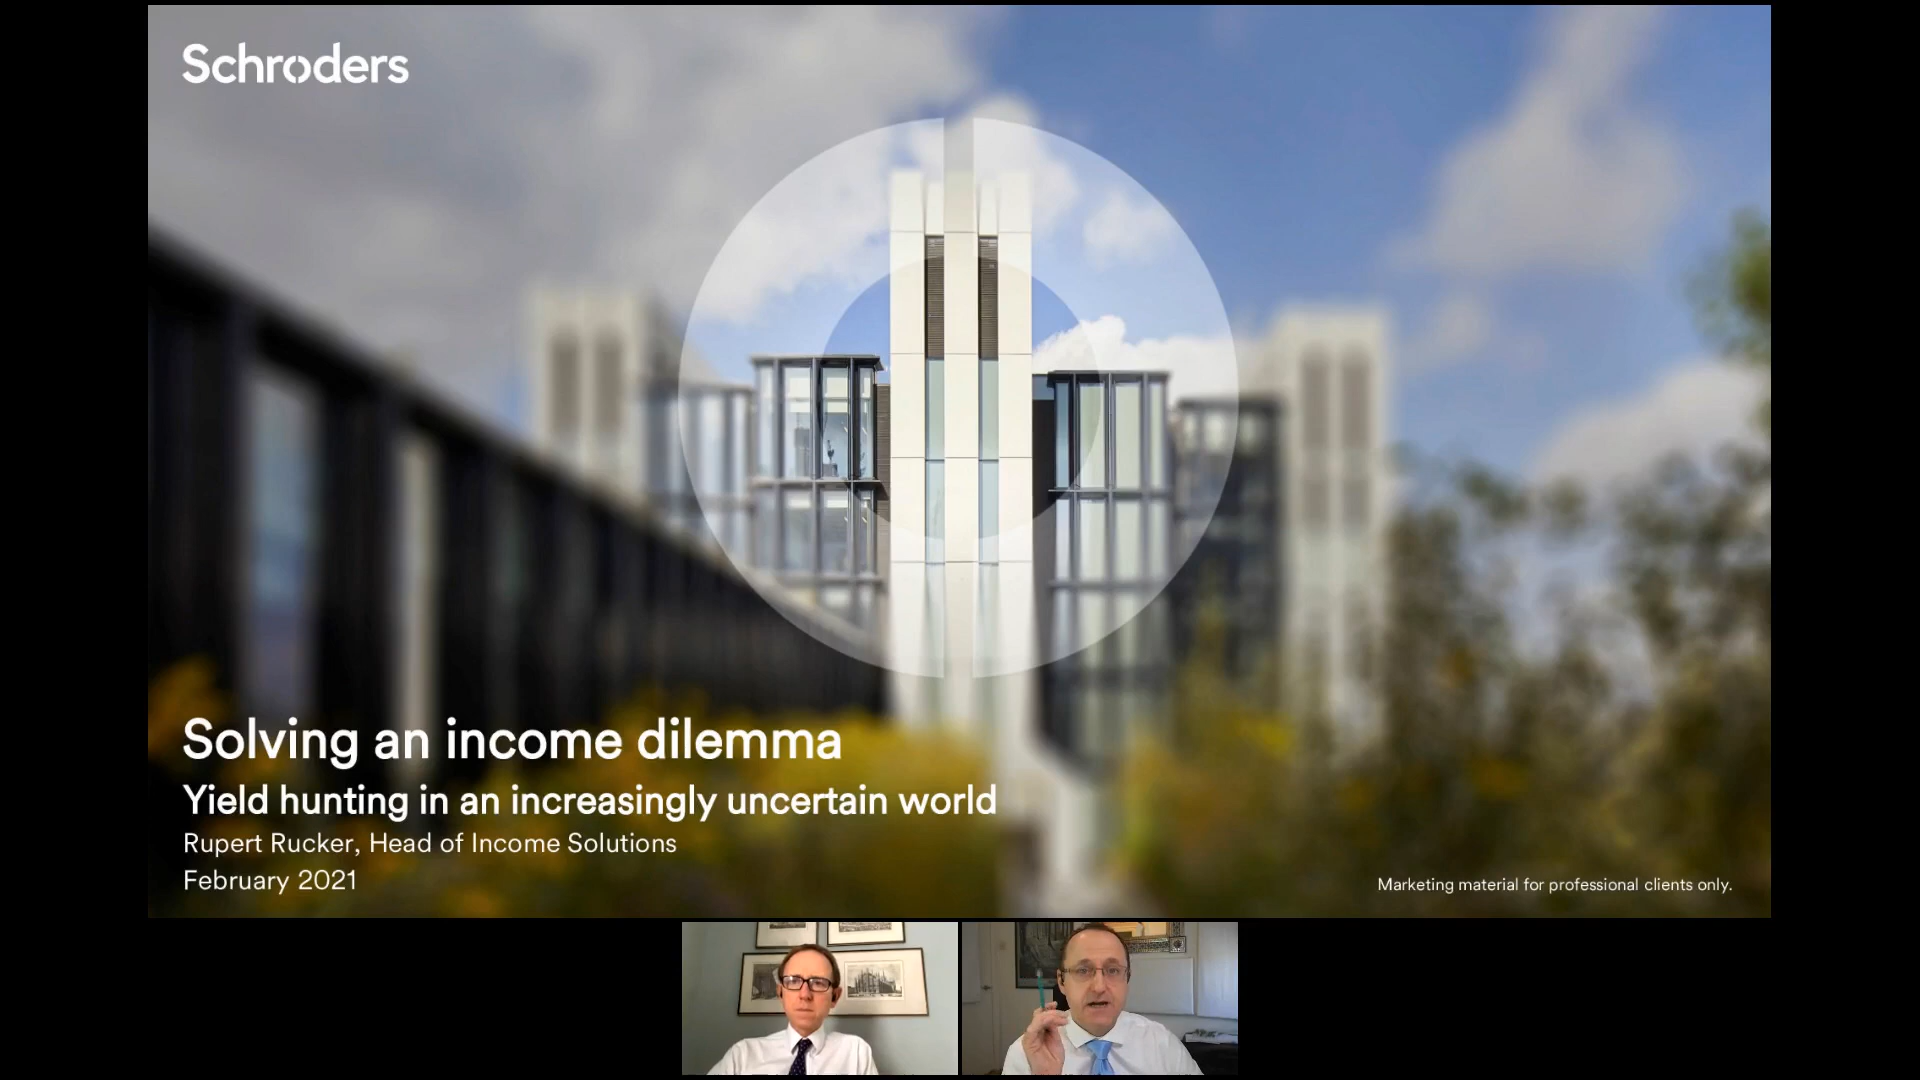 Schroders
Solving an income dilemma
Yield hunting in an increasingly uncertain world
Rupert Rucker, Head of Income Solutions
February 2021
Marketing material for professional clients only.